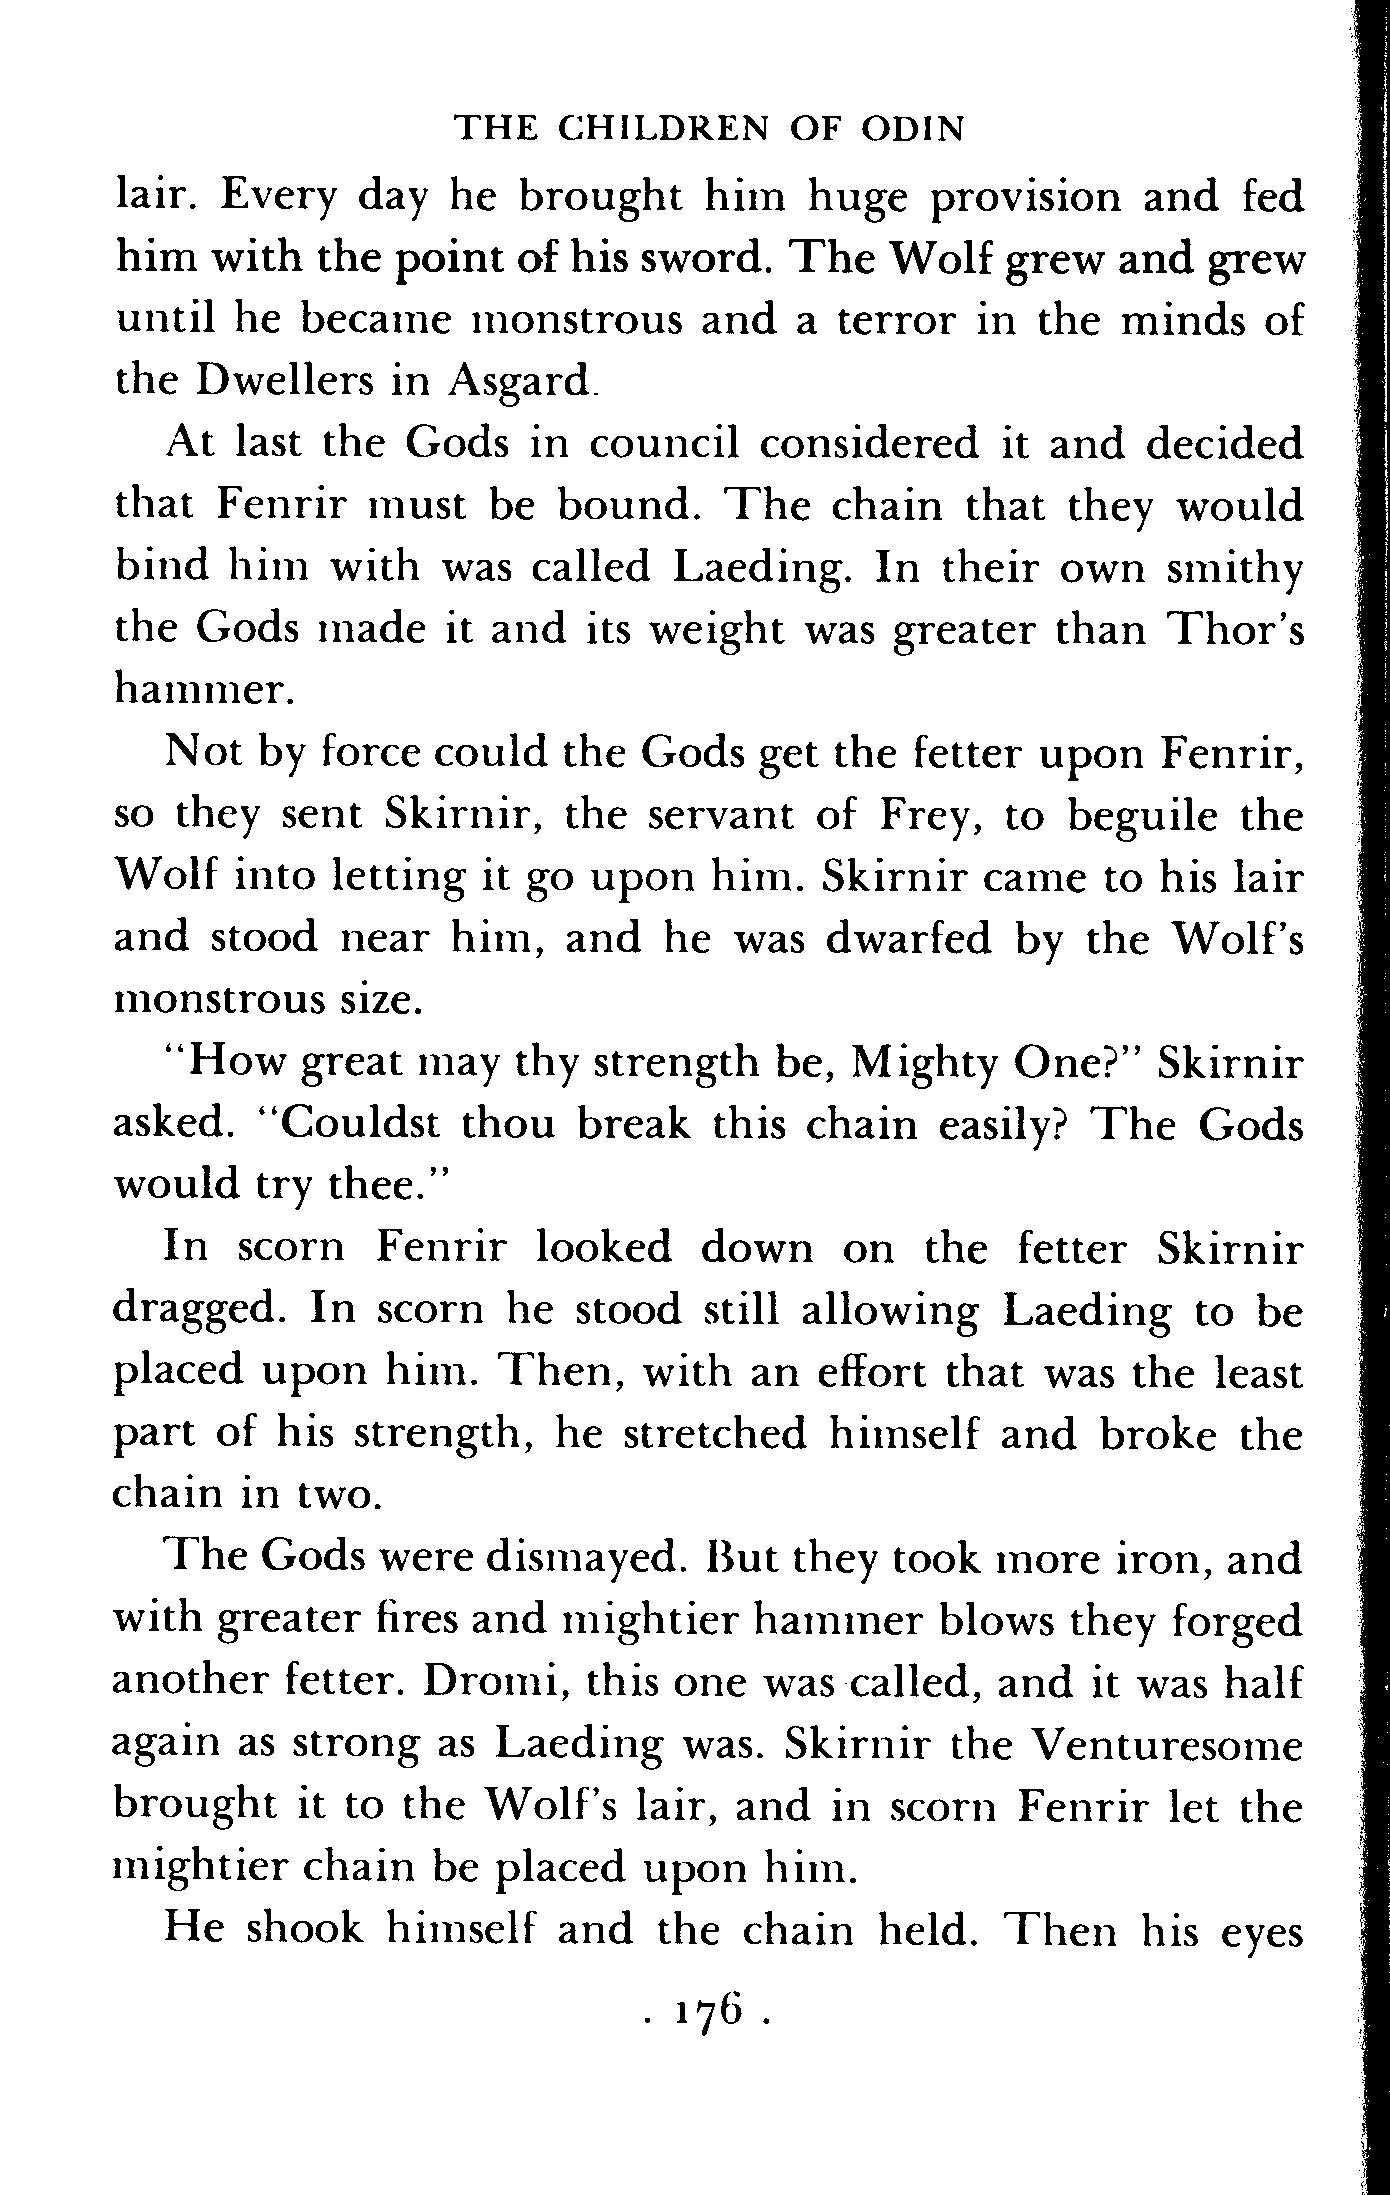 THE CHILDREN OF ODIN
lair. Every day he brought him huge provision and fed
him with the point of his sword. The Wolf grew and grew
until he became monstrous and a terror in the minds of
the Dwellers in Asgard.
At last the Gods in council considered it and decided
that Fenrir must be bound. The chain that they would
bind him with was called Laeding. In their own smithy
the Gods made it and its weight was greater than Thor's
hammer.
Not by force could the Gods get the fetter upon Fenrir,
so they sent Skirnir, the servant of Frey, to beguile the
Wolf into letting it go upon him. Skirnir came to his lair
and stood near him, and he was dwarfed by the Wolf's
monstrous size.
"How great may thy strength be, Mighty One?" Skirnir
asked. "Couldst thou break this chain easily? The Gods
would try thee."
In scorn Fenrir looked down on the fetter Skirnir
dragged. In scorn he stood still allowing Laeding to be
placed upon him. Then, with an effort that was the least
part of his strength, he stretched himself and broke the
chain in two.
The Gods were dismayed. But they took more iron, and
with greater fires and mightier hammer blows they forged
another fetter. Dromi, this one was called, and it was half
again as strong as Laeding was. Skirnir the Venturesome
brought it to the Wolf's lair, and in scorn Fenrir let the
mightier chain be placed upon him.
He shook himself and the chain held. Then his eyes
. 176 .